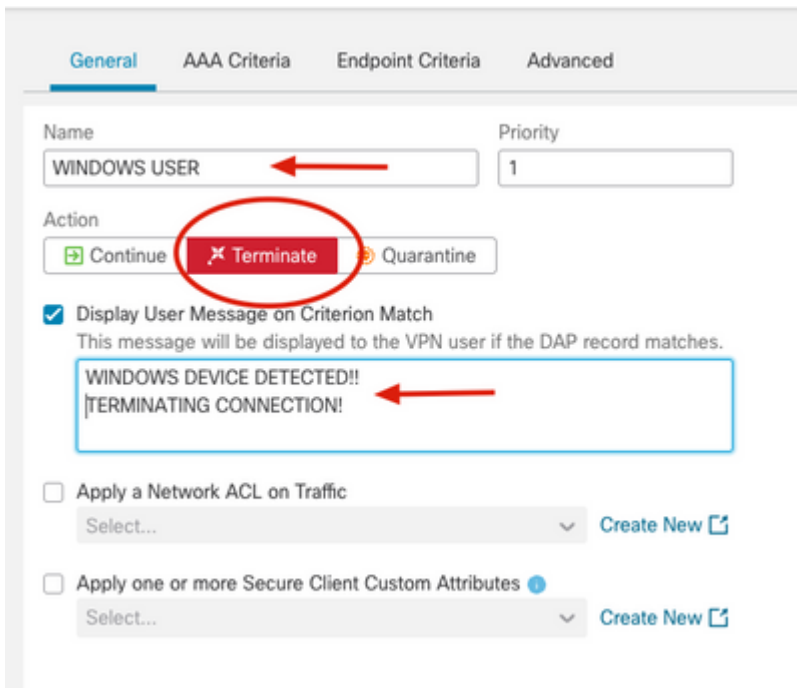 General AAA Criteria Endpoint Criteria Advanced
Name Priority
WINDOWS USER 1
Action
Continue Terminate Quarantine
Display User Message on Criterion Match
This message will be displayed to the VPN user if the DAP record matches.
WINDOWS DEVICE DETECTED!!
TERMINATING CONNECTION!
Apply a Network ACL on Traffic
Select... Create New
Apply one or more Secure Client Custom Attributes
Select... Create New